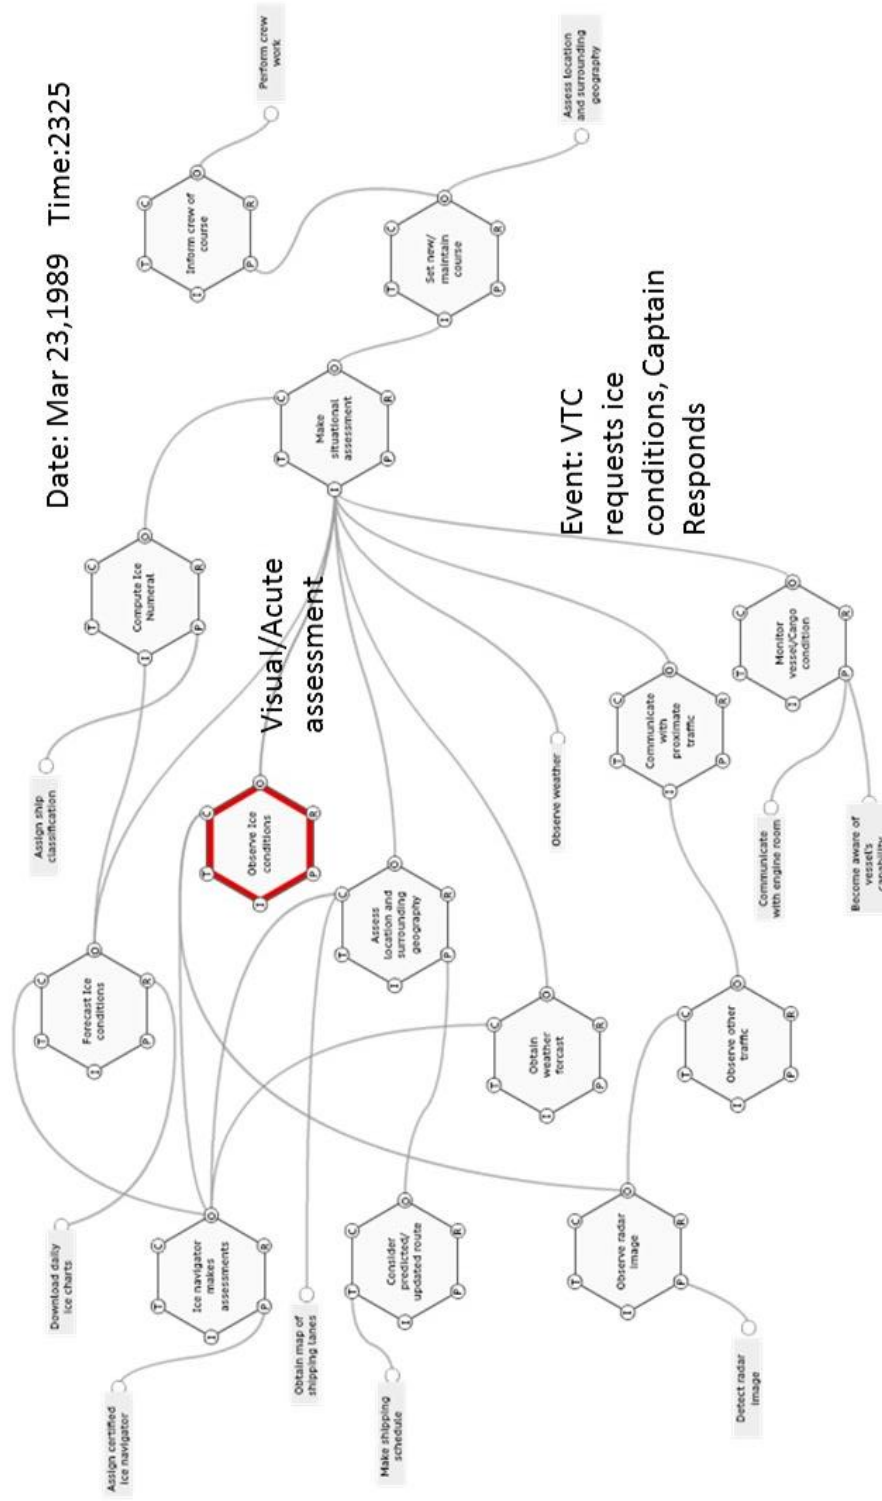 Date: Mar 23,1989 Time:2325
Perform crew
work
Assess location
and surrounding
geography
T
C
I
O
P
R
Inform crew of
course
T
C
I
O
P
R
Set new/
maintain
course
T
C
I
O
P
R
Make
situational
assessment
Event: VTC
requests ice
conditions, Captain
Responds
T
C
I
O
P
R
Compute Ice
Numeral
Visual/Acute
assessment
Assign ship
classification
T
C
I
O
P
R
Observe Ice
conditions
T
C
I
O
P
R
Assess
location and
surrounding
geography
Observe weather
T
C
I
O
P
R
Communicate
with
proximate
traffic
T
C
I
O
P
R
Monitor
vessel/Cargo
condition
Communicate
with engine room
Become aware of
vessel's
capability
T
C
I
O
P
R
Forecast Ice
conditions
T
C
I
O
P
R
Obtain
weather
forcast
T
C
I
O
P
R
Observe other
traffic
Download daily
ice charts
T
C
I
O
P
R
Ice navigator
makes
assessments
T
C
I
O
P
R
Consider
predicted/
updated route
T
C
I
O
P
R
Observe radar
image
Assign certified
ice navigator
Obtain map of
shipping lanes
Make shipping
schedule
Detect radar
image